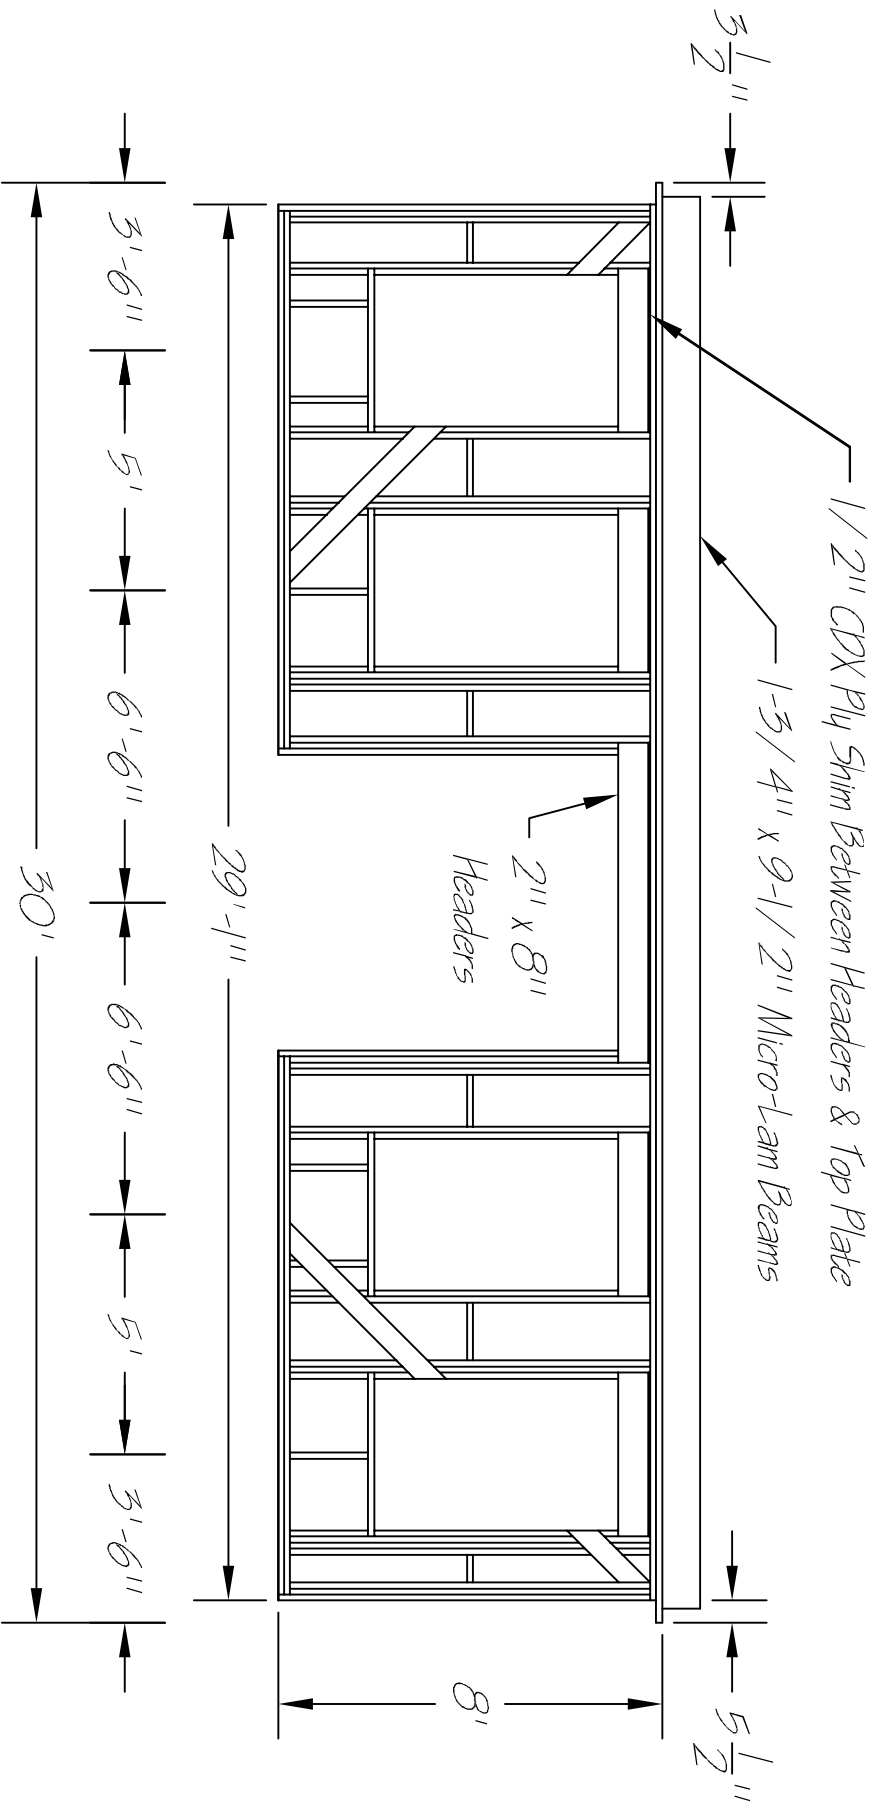 1/2" CDX Ply Shim Between Headers & Top Plate
1-3/4" x 9-1/2" Micro-Lam Beams
3 1/2"
5 1/2"
2" x 8"
Headers
8'
29'-1"
3'-6"
5'
6'-6"
6'-6"
5'
3'-6"
30'